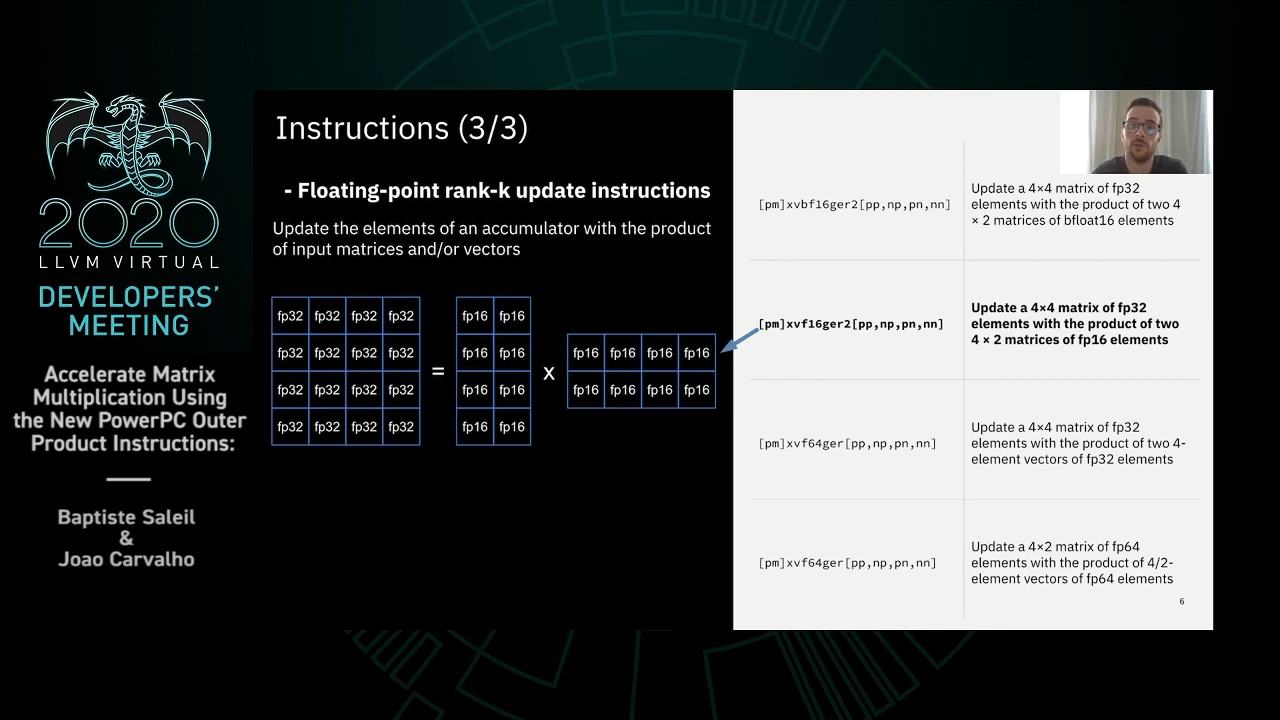 2020
LLVM VIRTUAL
DEVELOPERS'
MEETING
Accelerate Matrix
Multiplication Using
the New PowerPC Outer
Product Instructions:
Baptiste Saleil
&
Joao Carvalho
Instructions (3/3)
- Floating-point rank-k update instructions
Update the elements of an accumulator with the product
of input matrices and/or vectors
fp32 fp32 fp32 fp32
fp32 fp32 fp32 fp32
fp32 fp32 fp32 fp32
fp32 fp32 fp32 fp32
=
fp16 fp16
fp16 fp16
fp16 fp16
fp16 fp16
x
fp16 fp16 fp16 fp16
fp16 fp16 fp16 fp16
[pm]xvbf16ger2[pp,np,pn,nn]
Update a 4×4 matrix of fp32
elements with the product of two 4
× 2 matrices of bfloat16 elements
[pm]xvf16ger2[pp,np,pn,nn]
Update a 4×4 matrix of fp32
elements with the product of two
4 × 2 matrices of fp16 elements
[pm]xvf64ger[pp,np,pn,nn]
Update a 4×4 matrix of fp32
elements with the product of two 4-
element vectors of fp32 elements
[pm]xvf64ger[pp,np,pn,nn]
Update a 4×2 matrix of fp64
elements with the product of 4/2-
element vectors of fp64 elements
6